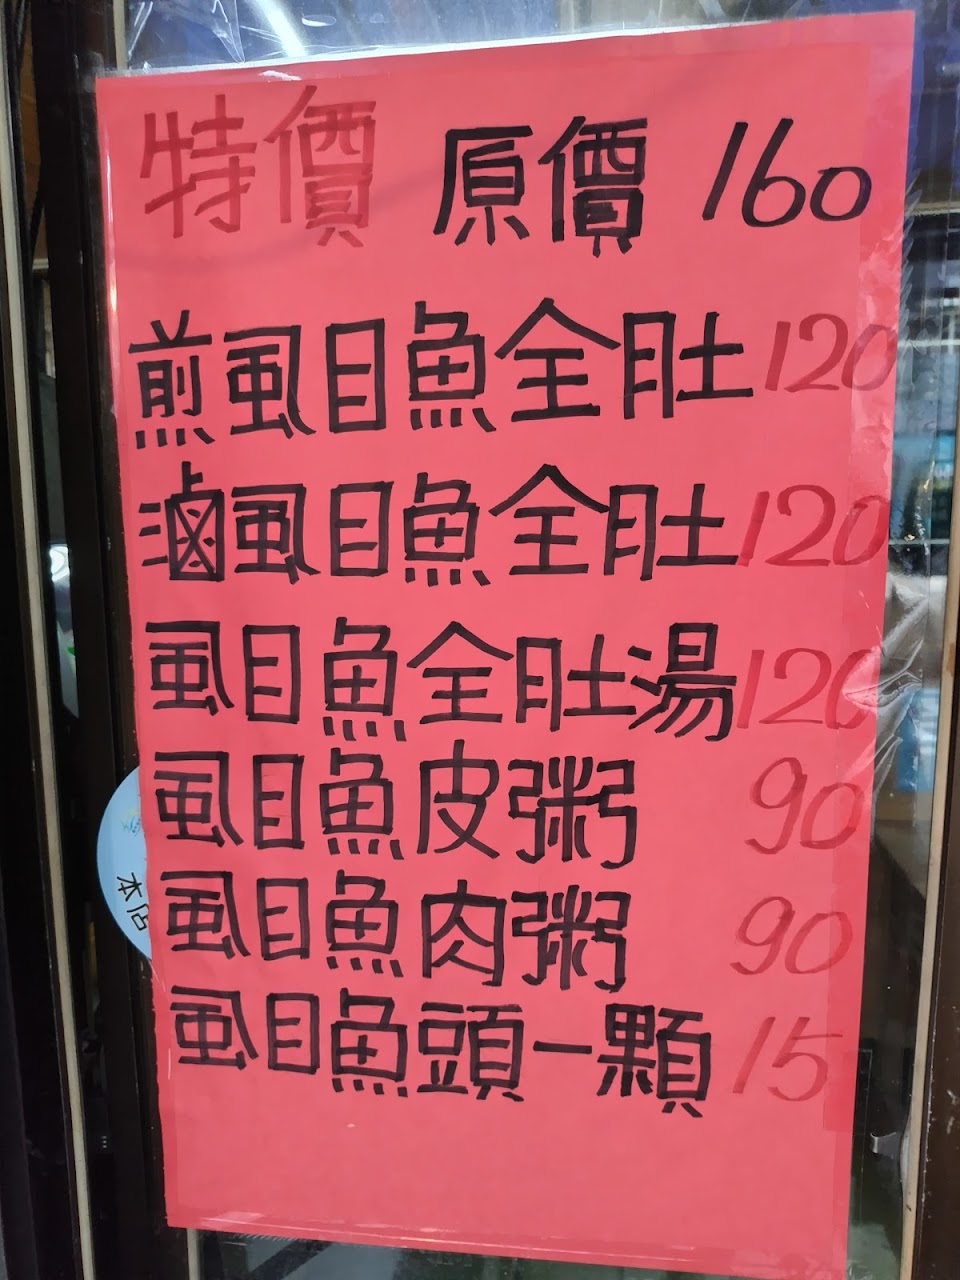 特價 原價 160
煎虱目魚全肚 120
滷虱目魚全肚 120
虱目魚全肚湯 120
虱目魚皮粥 90
虱目魚肉粥 90
虱目魚頭一顆 15
本店